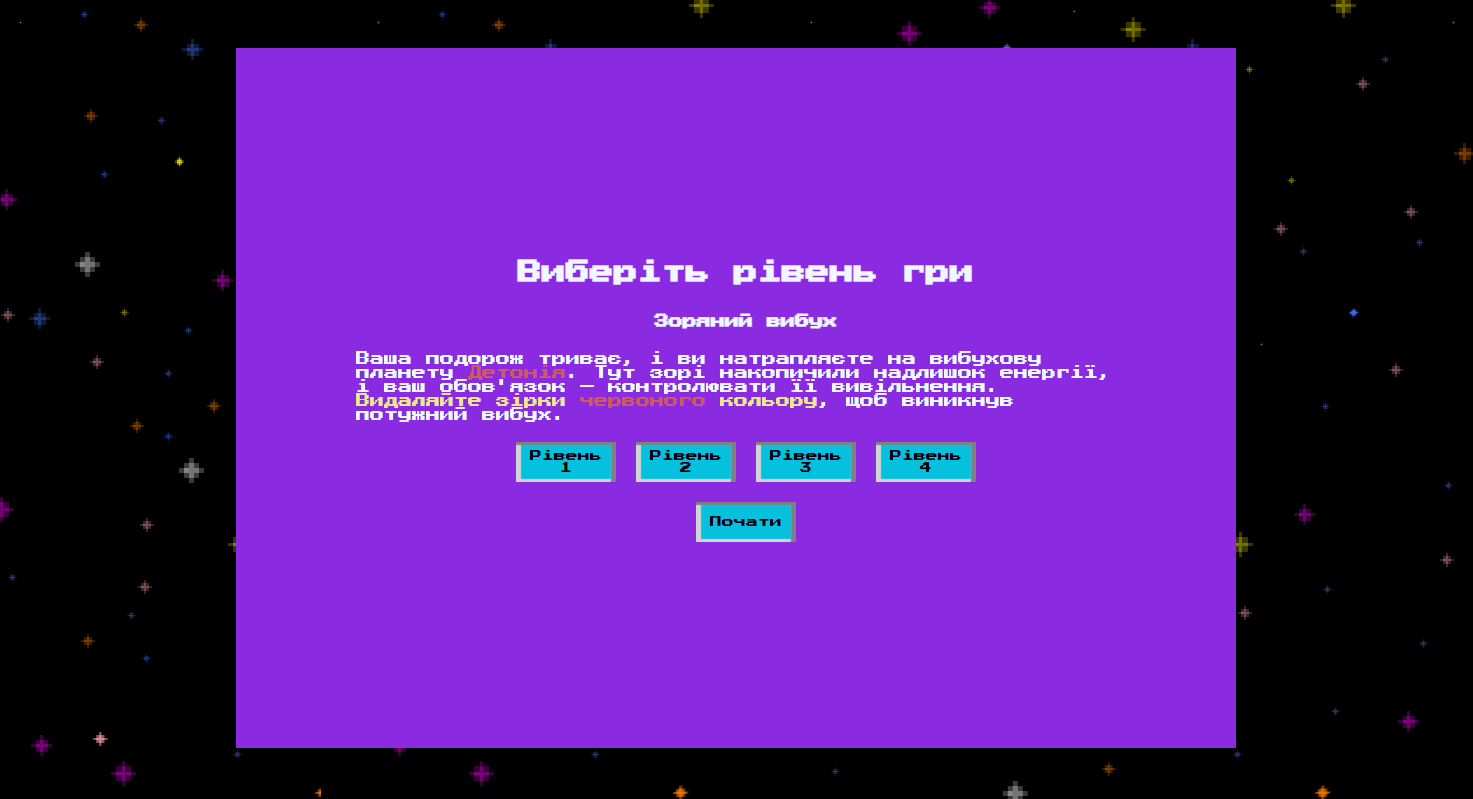 Виберіть рівень гри
Зоряний вибух
Ваша подорож триває, і ви натрапляєте на вибухову
планету Детонія. Тут зорі накопичили надлишок енергії,
і ваш обов'язок – контролювати її вивільнення.
Видаляйте зірки червоного кольору, щоб виникнув
потужний вибух.
Рівень 1
Рівень 2
Рівень 3
Рівень 4
Почати